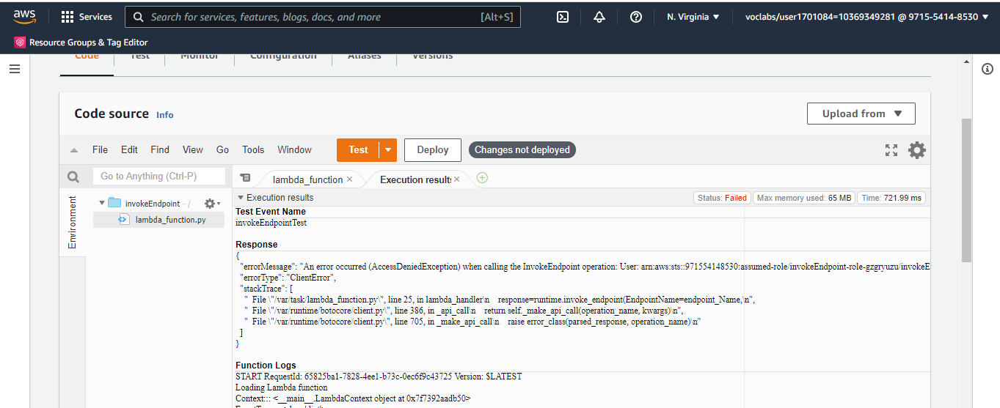 aws Services Search for services, features, blogs, docs, and more [Alt+S] N. Virginia voclabs/user1701084=10369349281 @ 9715-5414-8530
Resource Groups & Tag Editor
Code Test Monitor Configuration Aliases Versions
Code source Info Upload from
File Edit Find View Go Tools Window Test Deploy Changes not deployed
Go to Anything (Ctrl-P) lambda_function Execution results
Environment
invokeEndpoint - /
lambda_function.py
Execution results Status: Failed Max memory used: 65 MB Time: 721.99 ms
Test Event Name
invokeEndpointTest
Response
{
"errorMessage": "An error occurred (AccessDeniedException) when calling the InvokeEndpoint operation: User: arn:aws:sts::971554148530:assumed-role/invokeEndpoint-role-gzgryuzu/invokeE
"errorType": "ClientError",
"stackTrace": [
"  File \"/var/task/lambda_function.py\", line 25, in lambda_handler\n    response=runtime.invoke_endpoint(EndpointName=endpoint_Name,\n",
"  File \"/var/runtime/botocore/client.py\", line 386, in _api_call\n    return self._make_api_call(operation_name, kwargs)\n",
"  File \"/var/runtime/botocore/client.py\", line 705, in _make_api_call\n    raise error_class(parsed_response, operation_name)\n"
]
}
Function Logs
START RequestId: 65825ba1-7828-4ee1-b73c-0ec6f9c43725 Version: $LATEST
Loading Lambda function
Context::: <__main__.LambdaContext object at 0x7f7392aadb50>